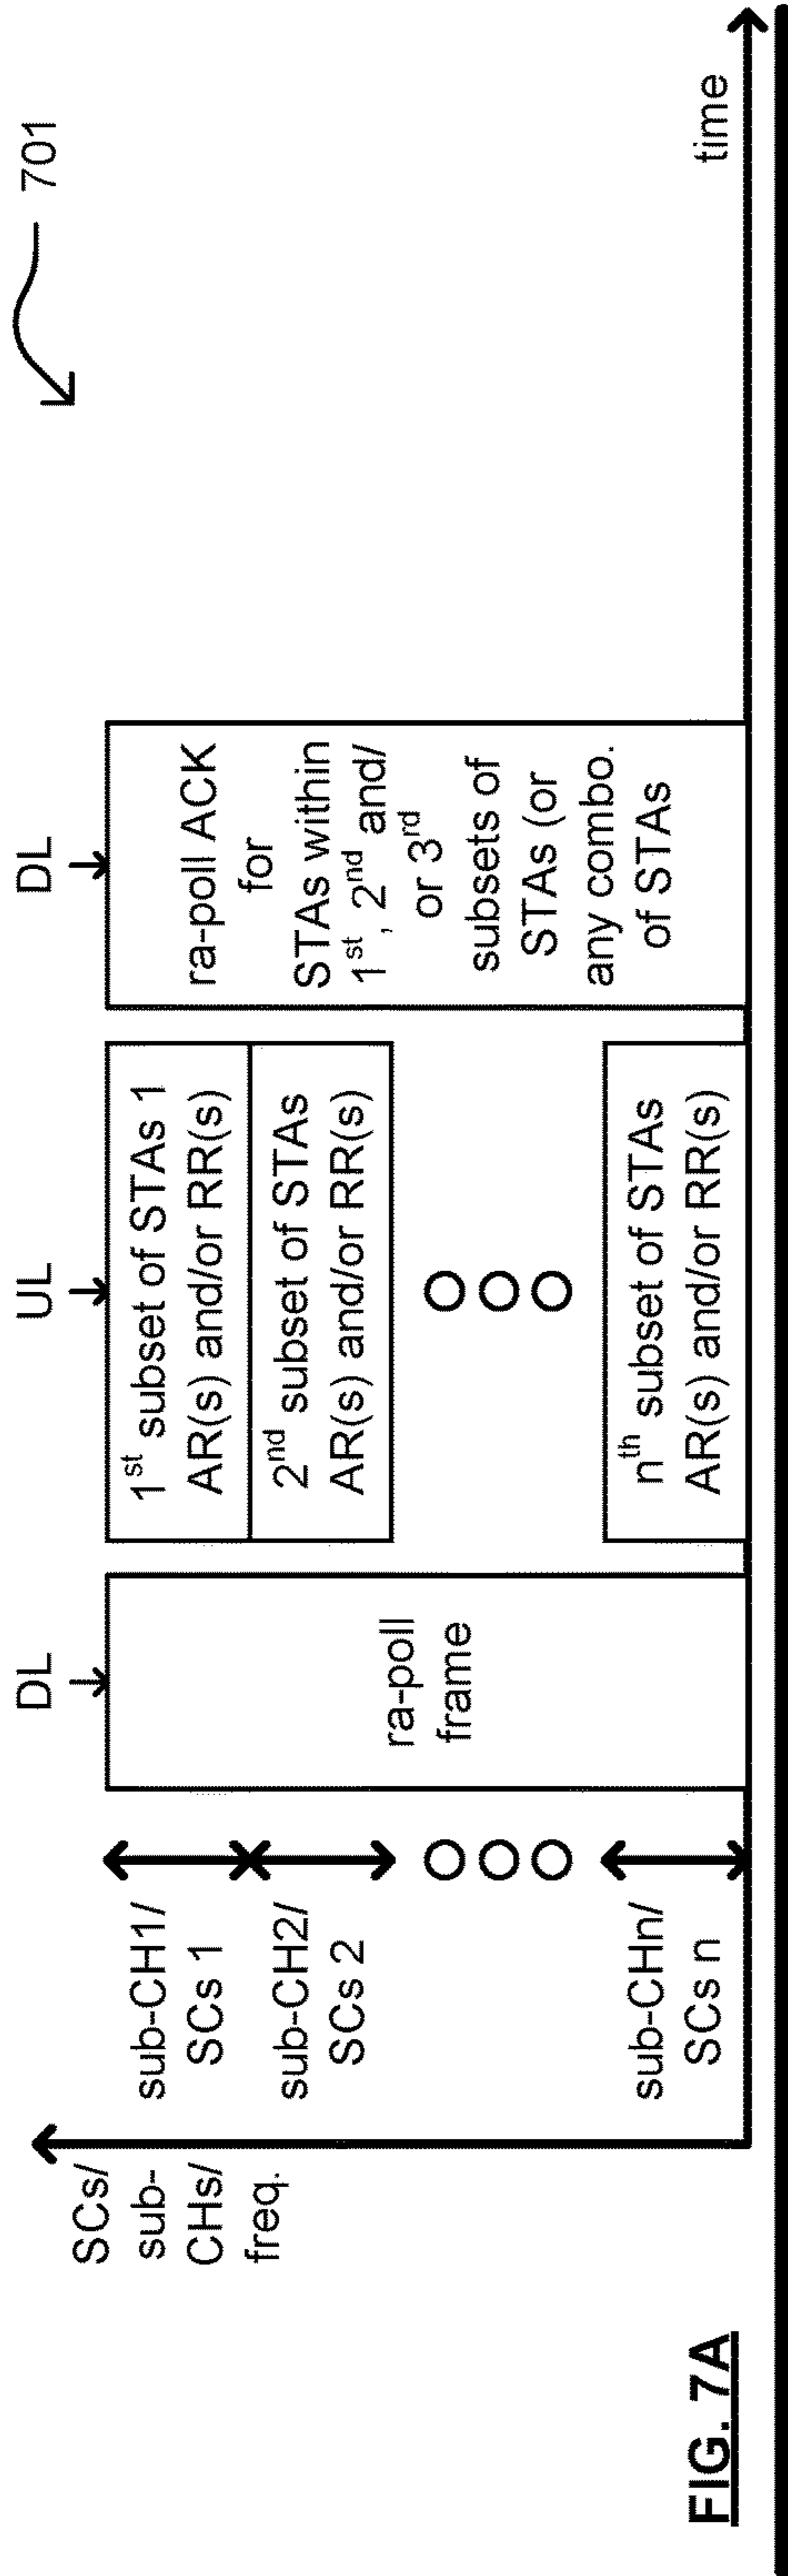 701
SCs/
sub-
CHs/
freq.
sub-CH1/
SCs 1
sub-CH2/
SCs 2
sub-CHn/
SCs n
DL
ra-poll
frame
UL
1st subset of STAs 1
AR(s) and/or RR(s)
2nd subset of STAs
AR(s) and/or RR(s)
nth subset of STAs
AR(s) and/or RR(s)
DL
ra-poll ACK
for
STAs within
1st, 2nd and/
or 3rd
subsets of
STAs (or
any combo.
of STAs
time
FIG. 7A